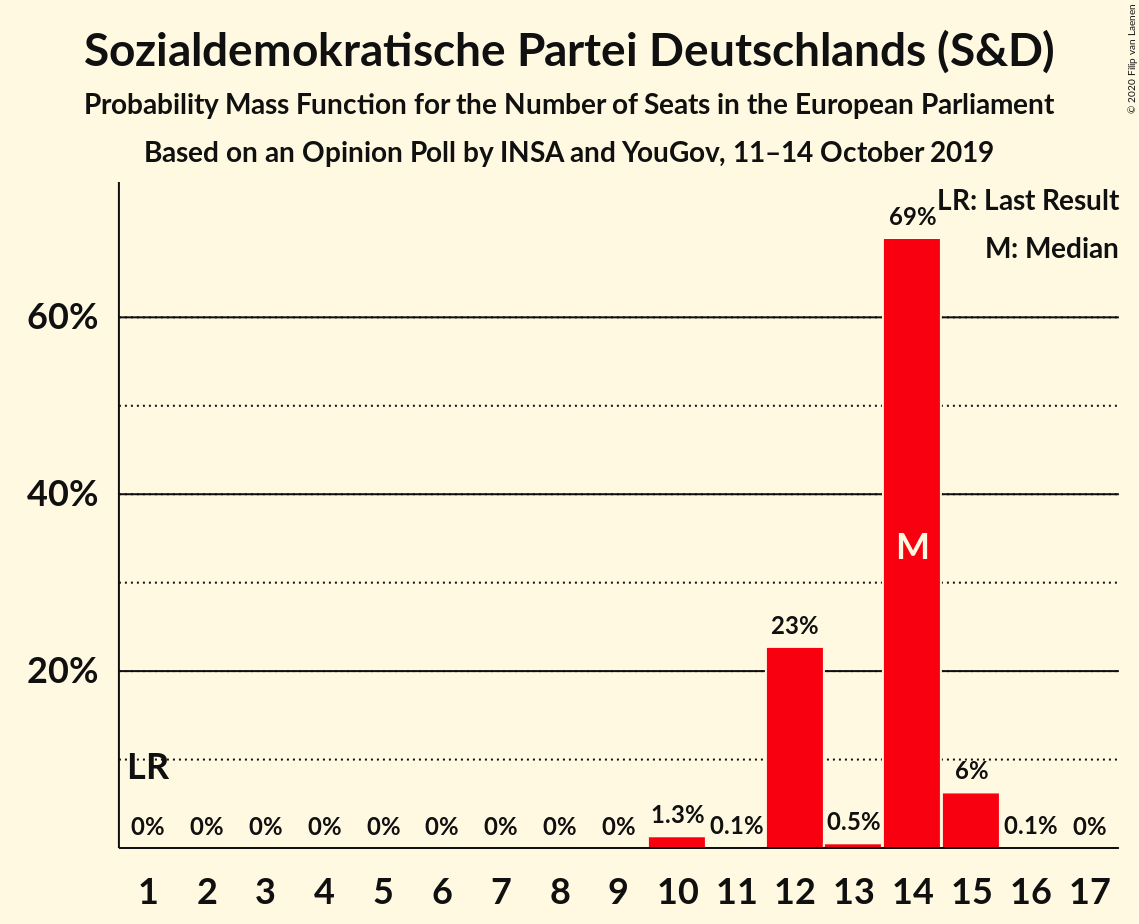 Sozialdemokratische Partei Deutschlands (S&D)
Probability Mass Function for the Number of Seats in the European Parliament
Based on an Opinion Poll by INSA and YouGov, 11–14 October 2019
© 2020 Filip van Laenen
LR: Last Result
M: Median
69%
60%
40%
M
23%
20%
LR
6%
0% 0% 0% 0% 0% 0% 0% 0% 0% 1.3% 0.1% 0.5% 0.1% 0%
1 2 3 4 5 6 7 8 9 10 11 12 13 14 15 16 17